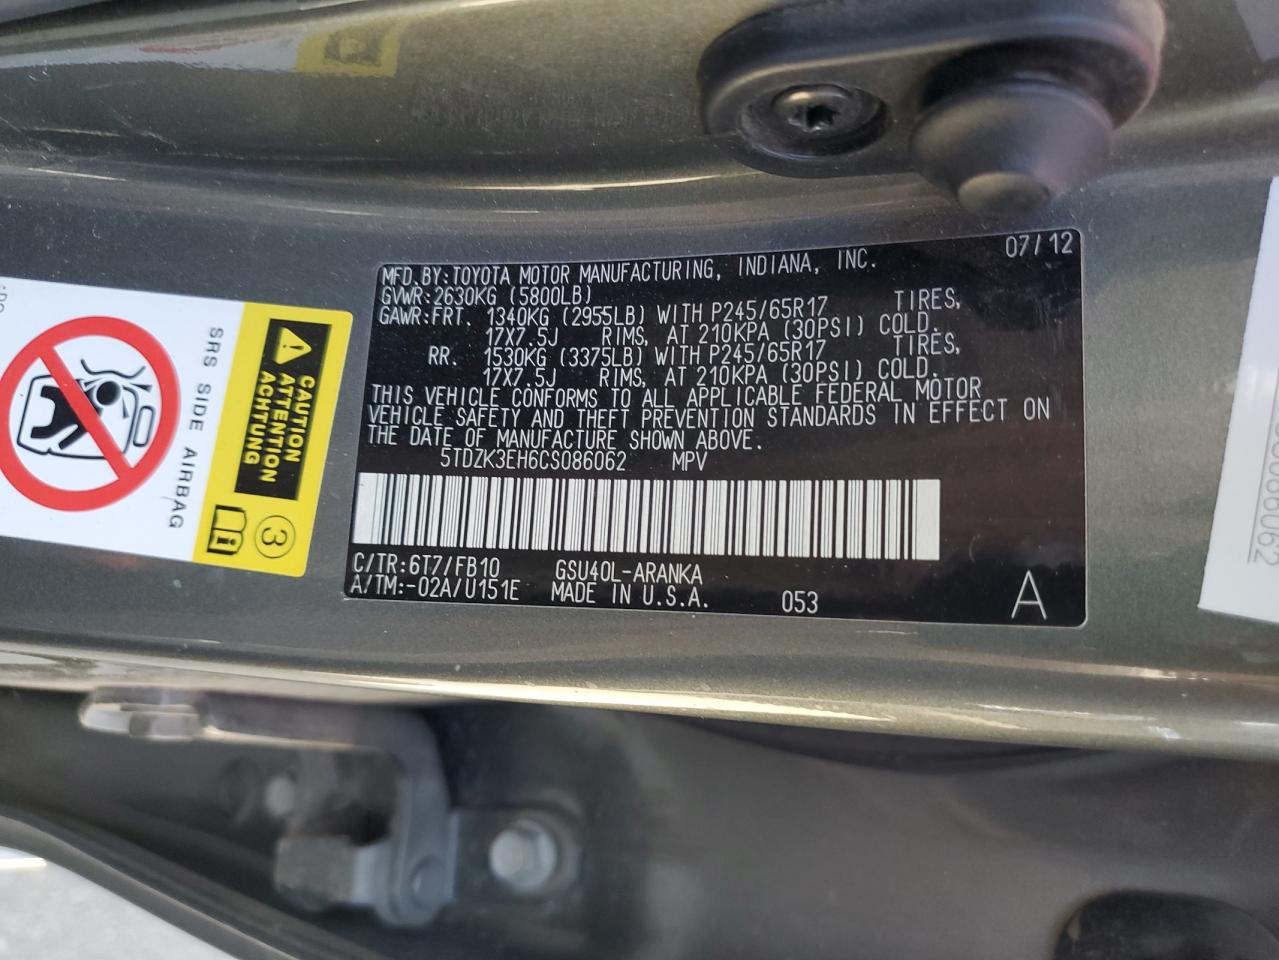 MFD. BY: TOYOTA MOTOR MANUFACTURING, INDIANA, INC. 07/12
GVWR: 2630KG (5800LB)
GAWR: FRT. 1340KG (2955LB) WITH P245/65R17 TIRES,
17X7.5J RIMS, AT 210KPA (30PSI) COLD.
RR. 1530KG (3375LB) WITH P245/65R17 TIRES,
17X7.5J RIMS, AT 210KPA (30PSI) COLD.
THIS VEHICLE CONFORMS TO ALL APPLICABLE FEDERAL MOTOR
VEHICLE SAFETY AND THEFT PREVENTION STANDARDS IN EFFECT ON
THE DATE OF MANUFACTURE SHOWN ABOVE.
5TDZK3EH6CS086062 MPV
C/TR: 6T7/FB10 GSU40L-ARANKA
A/TM: -02A/U151E MADE IN U.S.A. 053 A
SRS SIDE AIRBAG
CAUTION
ATTENTION
ACHTUNG
3
086062